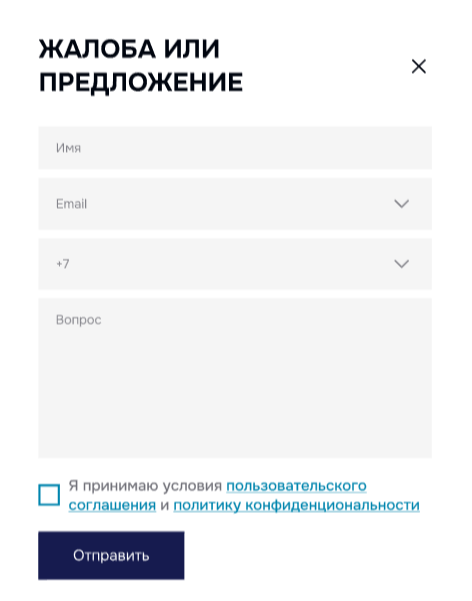 ЖАЛОБА ИЛИ
ПРЕДЛОЖЕНИЕ
Имя
Email
+7
Вопрос
Я принимаю условия пользовательского
соглашения и политику конфиденциональности
Отправить